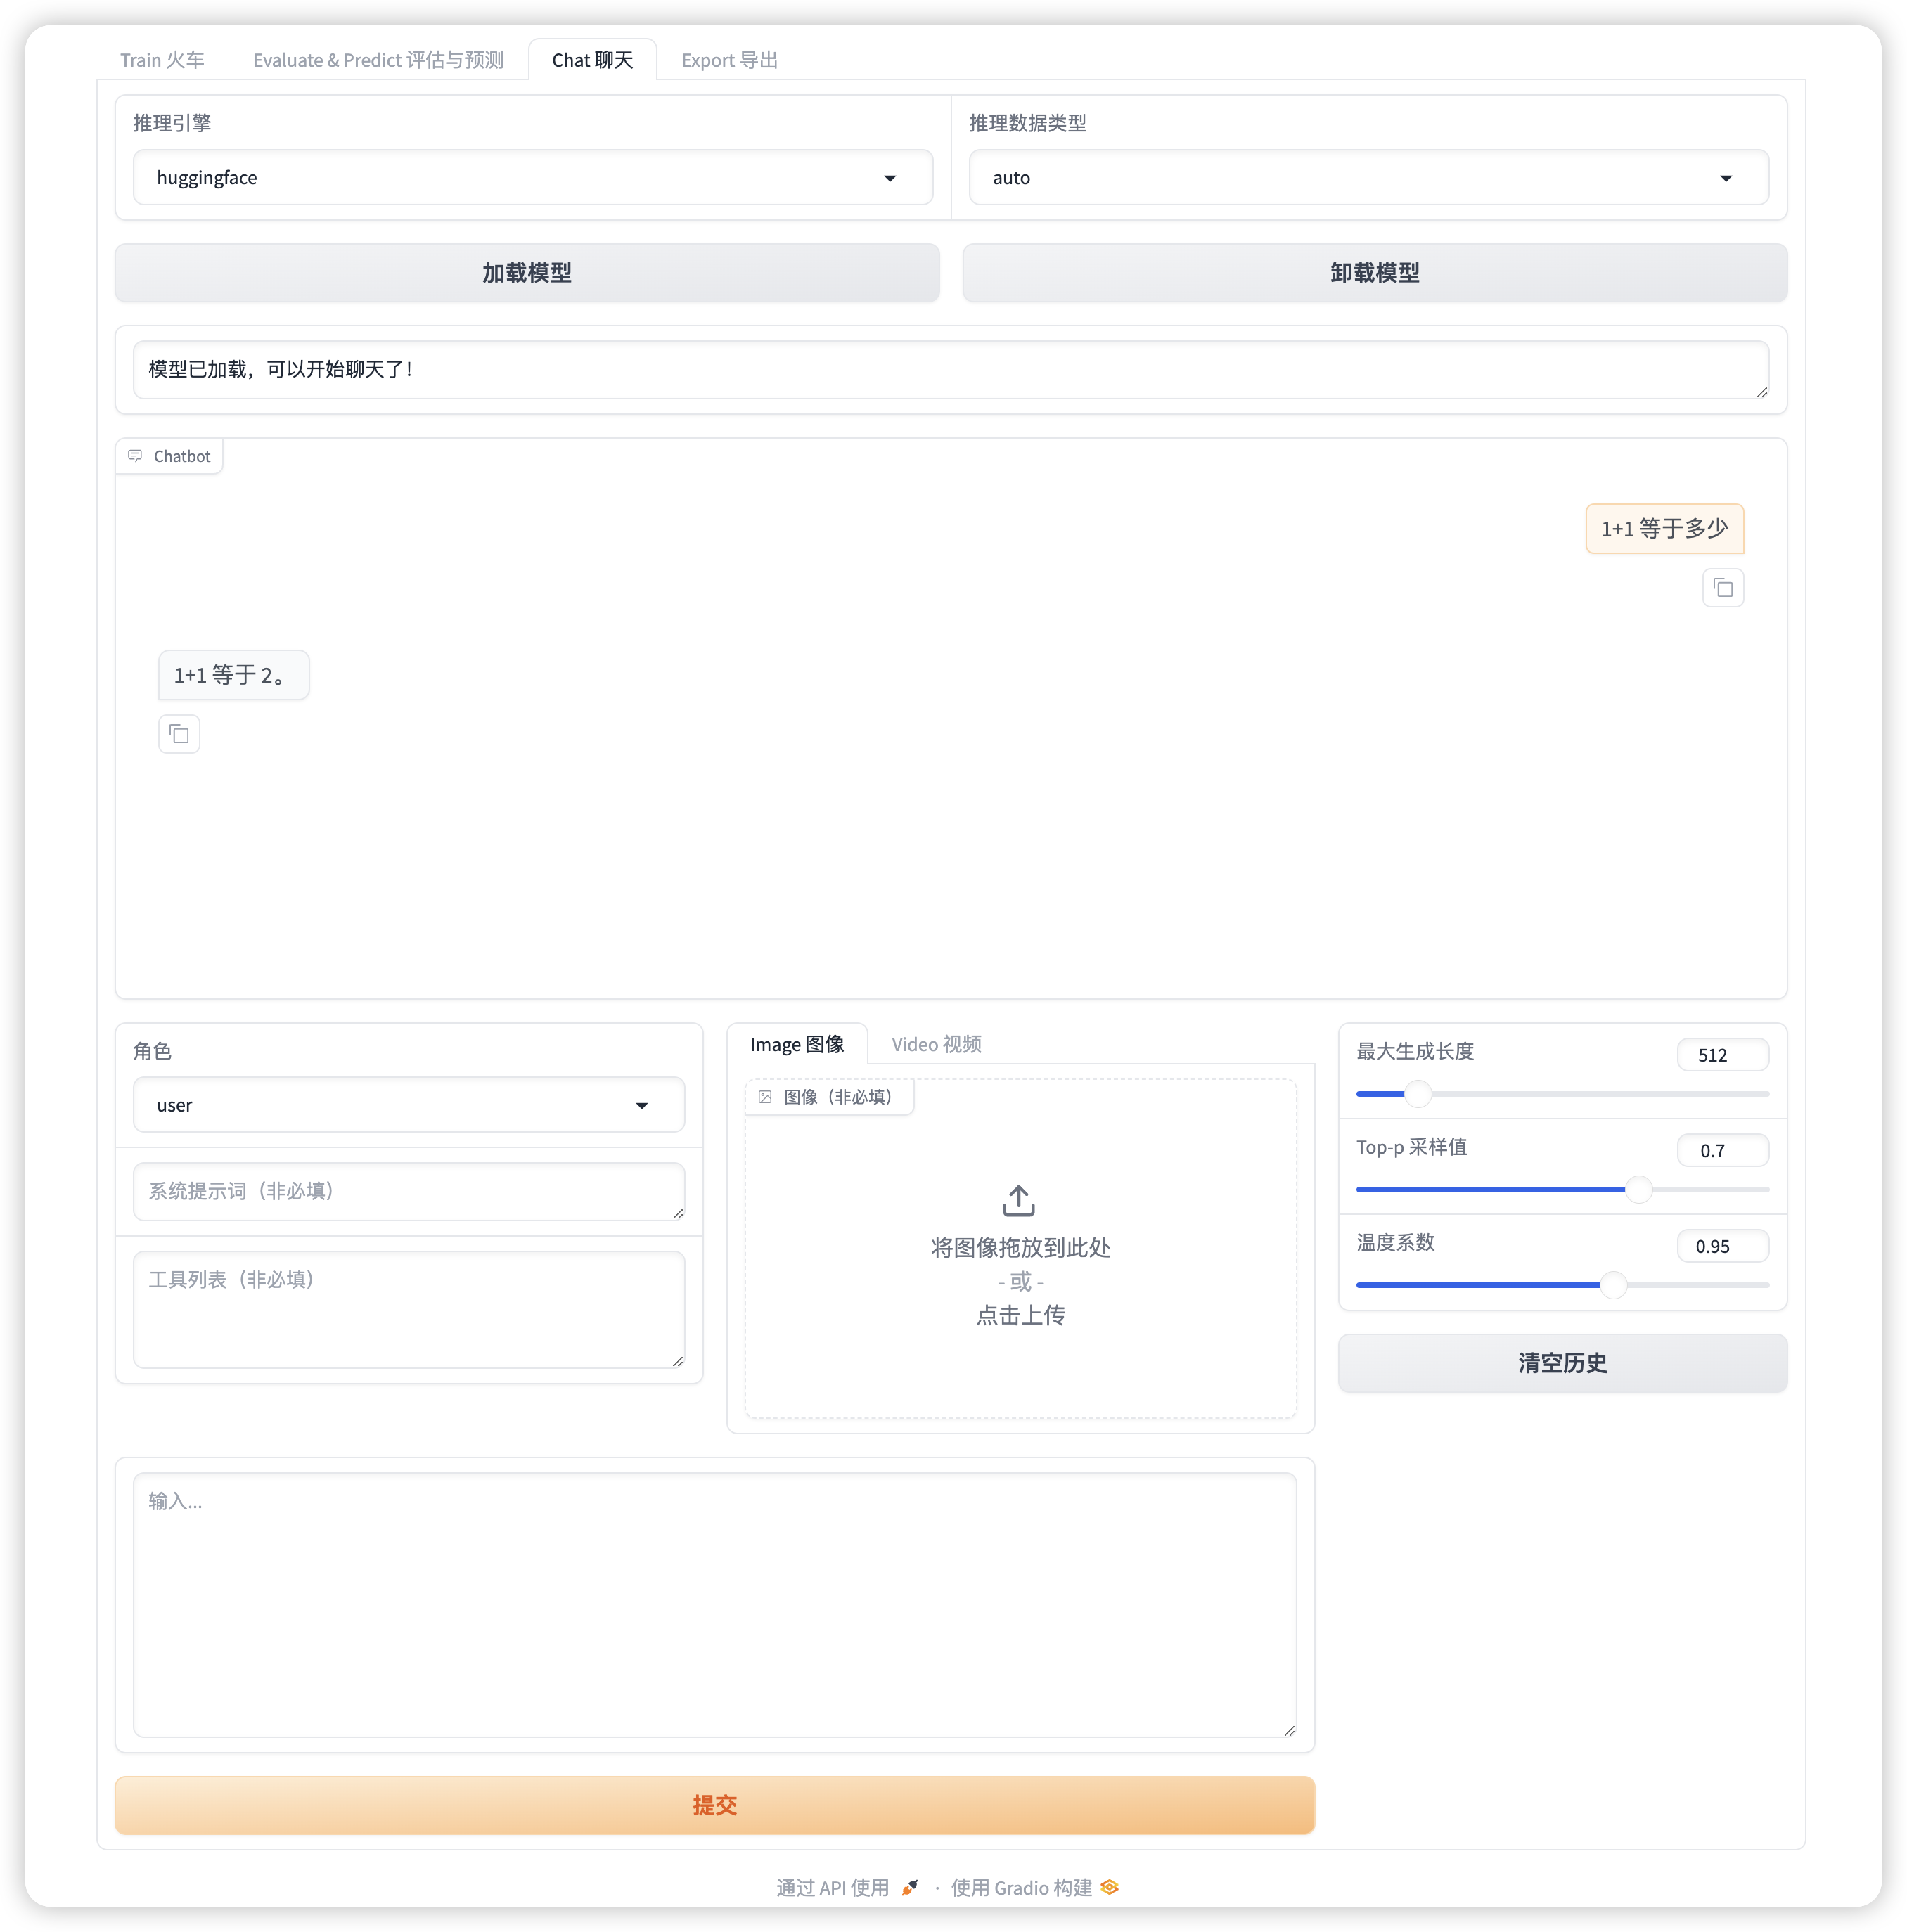 Train 火车
Evaluate & Predict 评估与预测
Chat 聊天
Export 导出
推理引擎
推理数据类型
huggingface
auto
加载模型
卸载模型
模型已加载，可以开始聊天了！
Chatbot
1+1 等于多少
1+1 等于 2。
角色
user
系统提示词（非必填）
工具列表（非必填）
Image 图像
Video 视频
图像（非必填）
将图像拖放到此处
- 或 -
点击上传
最大生成长度
512
Top-p 采样值
0.7
温度系数
0.95
清空历史
输入...
提交
通过 API 使用 · 使用 Gradio 构建